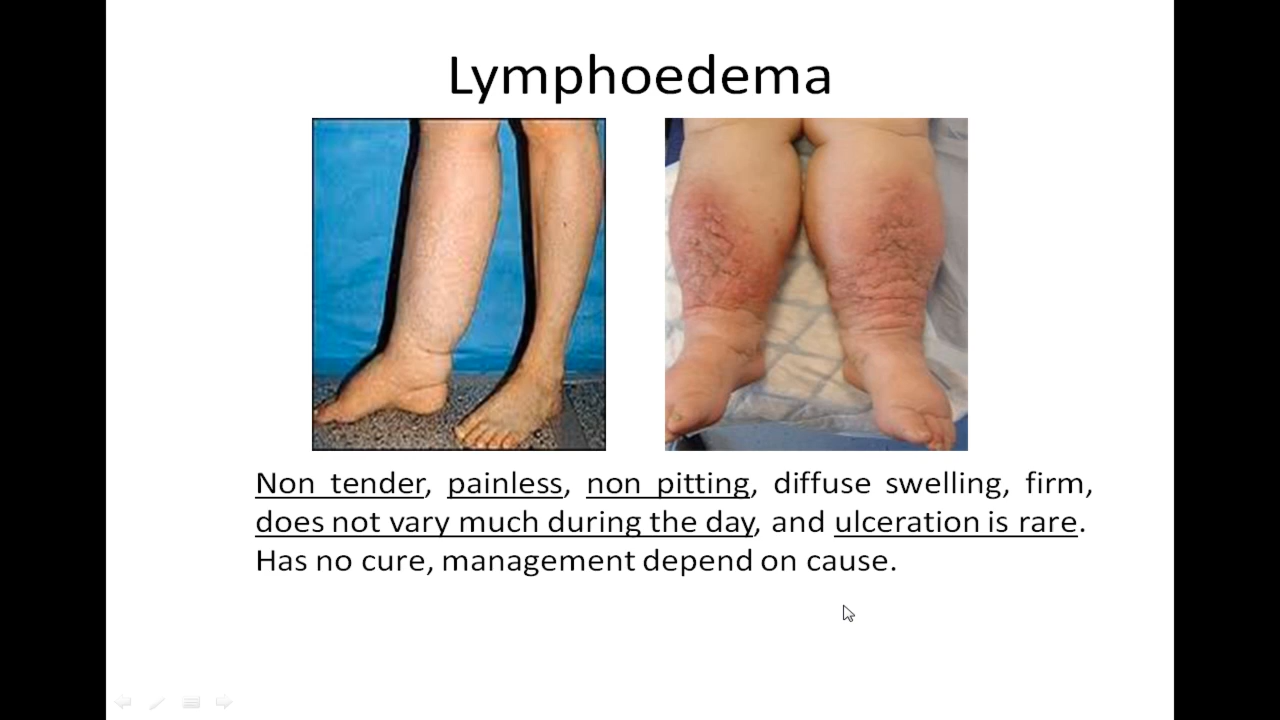 Lymphoedema
Non tender, painless, non pitting, diffuse swelling, firm,
does not vary much during the day, and ulceration is rare.
Has no cure, management depend on cause.